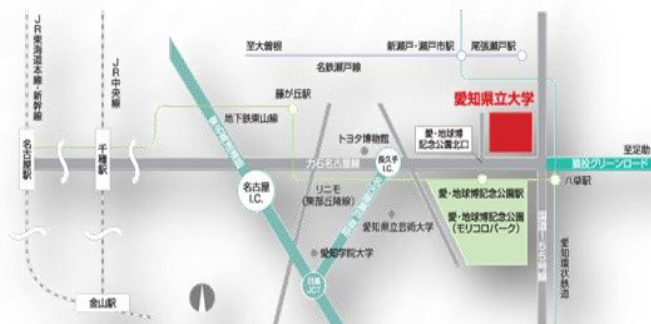 JR東海道本線・新幹線
JR中央線
至大曽根
新瀬戸・瀬戸市駅
尾張瀬戸駅
名鉄瀬戸線
藤が丘駅
地下鉄東山線
愛知県立大学
トヨタ博物館
愛・地球博
記念公園北口
至足助
名古屋駅
千種駅
力石名古屋線
長久手
I.C.
猿投グリーンロード
八草駅
名古屋
I.C.
リニモ
(東部丘陵線)
愛・地球博記念公園駅
愛知県立芸術大学
愛・地球博記念公園
(モリコロパーク)
国道155号線
愛知環状鉄道
愛知学院大学
日進
JCT
金山駅